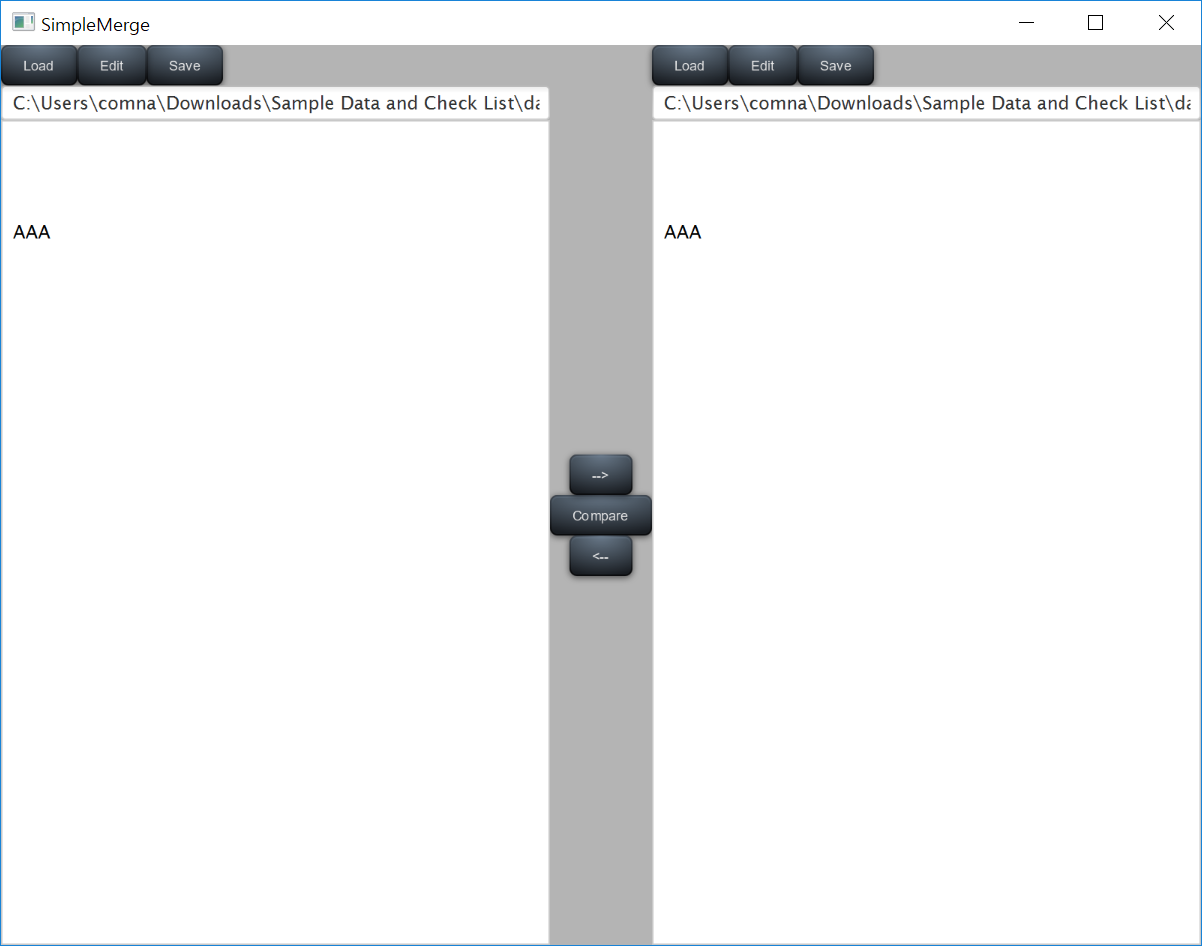 SimpleMerge
Load Edit Save
Load Edit Save
C:\Users\comna\Downloads\Sample Data and Check List\da
C:\Users\comna\Downloads\Sample Data and Check List\da
AAA
AAA
-->
Compare
<--